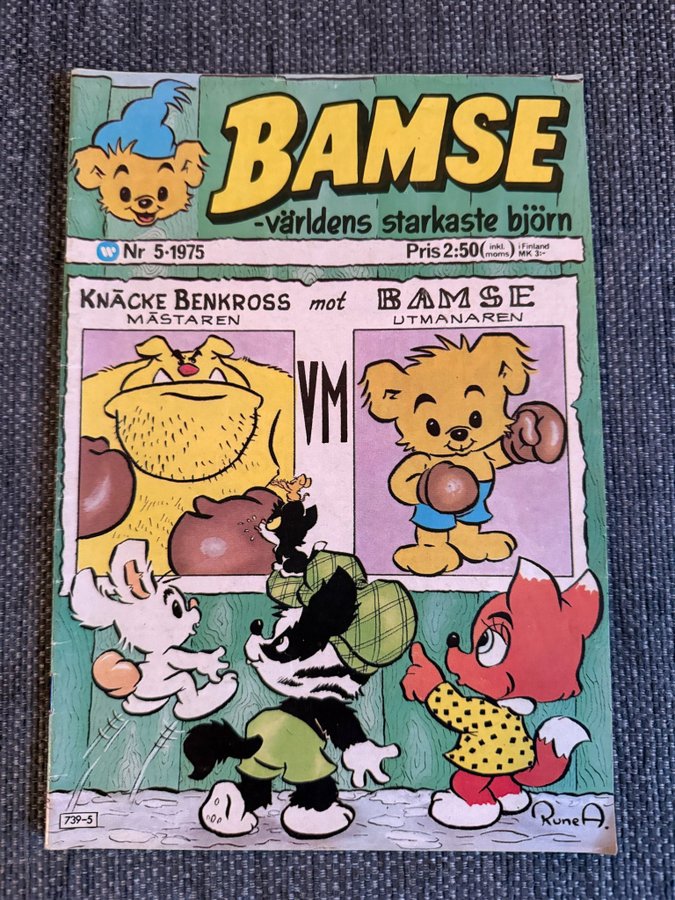 BAMSE
-världens starkaste björn
W Nr 5·1975 Pris 2:50 (inkl. moms) i Finland MK 3:-
KNÄCKE BENKROSS mot BAMSE
MÄSTAREN UTMANAREN
VM
739-5 Rune A.